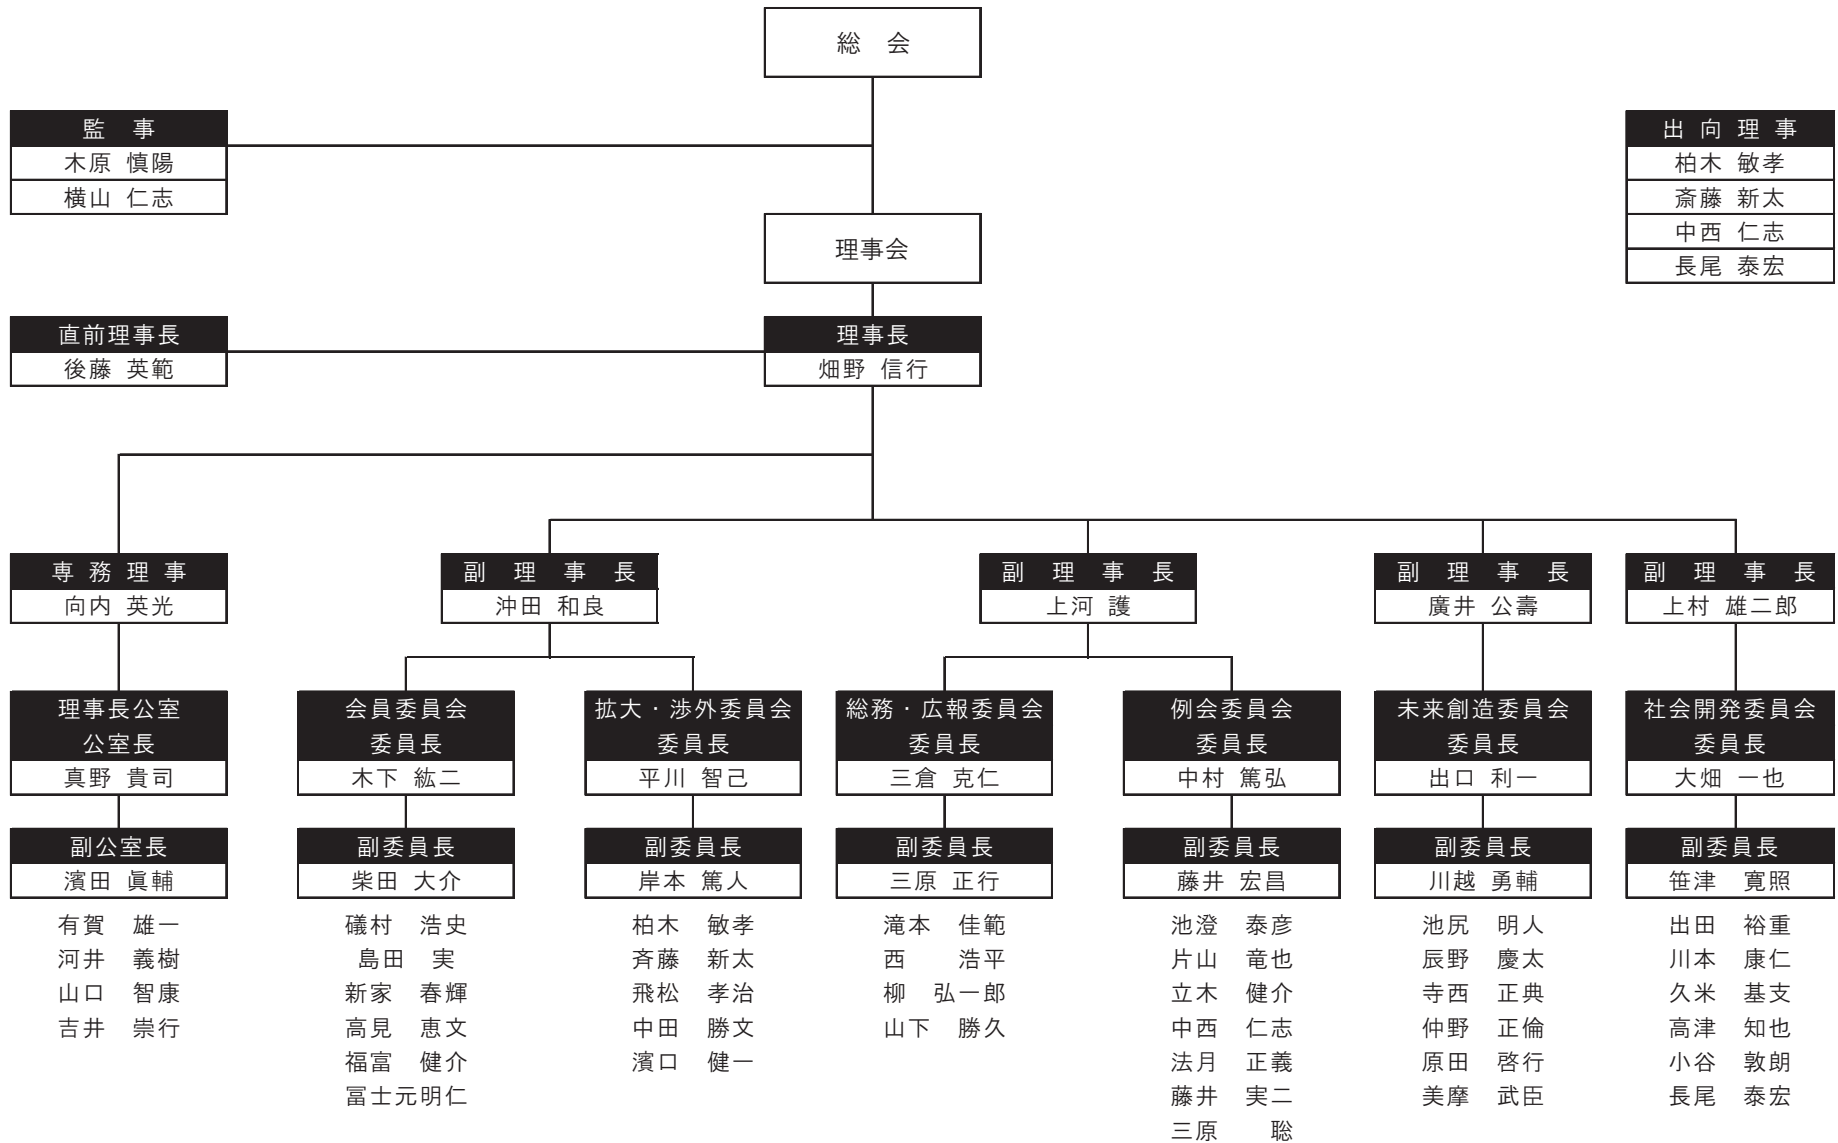 総 会
監 事
木原 慎陽
横山 仁志
出 向 理 事
柏木 敏孝
斎藤 新太
中西 仁志
長尾 泰宏
理事会
直前理事長
後藤 英範
理事長
畑野 信行
専 務 理 事
向内 英光
副 理 事 長
沖田 和良
副 理 事 長
上河 護
副 理 事 長
廣井 公壽
副 理 事 長
上村 雄二郎
理事長公室
公室長
真野 貴司
副公室長
濱田 眞輔
有賀 雄一
河井 義樹
山口 智康
吉井 崇行
会員委員会
委員長
木下 紘二
副委員長
柴田 大介
礒村 浩史
島田 実
新家 春輝
高見 恵文
福富 健介
冨士元明仁
拡大・渉外委員会
委員長
平川 智己
副委員長
岸本 篤人
柏木 敏孝
斉藤 新太
飛松 孝治
中田 勝文
濱口 健一
総務・広報委員会
委員長
三倉 克仁
副委員長
三原 正行
滝本 佳範
西 浩平
柳 弘一郎
山下 勝久
例会委員会
委員長
中村 篤弘
副委員長
藤井 宏昌
池澄 泰彦
片山 竜也
立木 健介
中西 仁志
法月 正義
藤井 実二
三原 聡
未来創造委員会
委員長
出口 利一
副委員長
川越 勇輔
池尻 明人
辰野 慶太
寺西 正典
仲野 正倫
原田 啓行
美摩 武臣
社会開発委員会
委員長
大畑 一也
副委員長
笹津 寛照
出田 裕重
川本 康仁
久米 基支
高津 知也
小谷 敦朗
長尾 泰宏